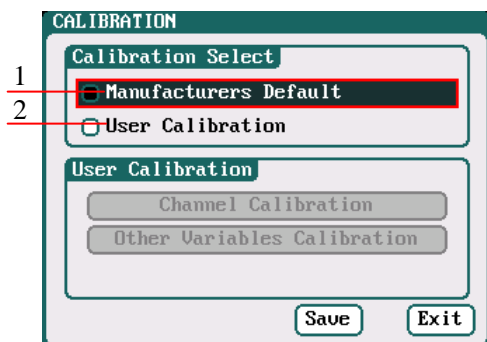 CALIBRATION
Calibration Select
1
Manufacturers Default
2
User Calibration
User Calibration
Channel Calibration
Other Variables Calibration
Save
Exit